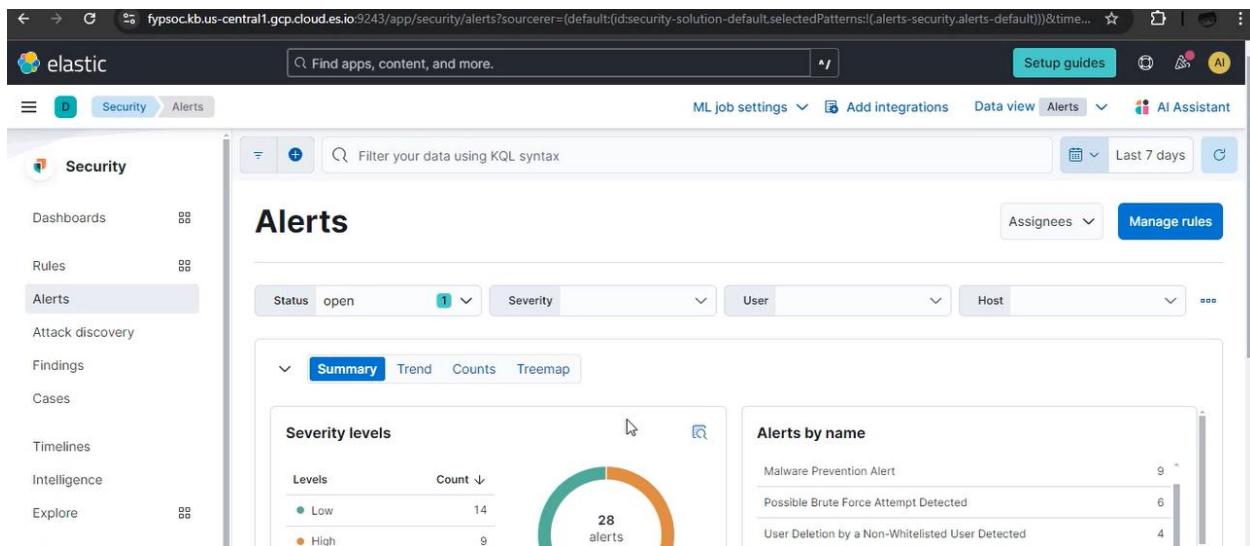 fypsoc.kb.us-central1.gcp.cloud.es.io:9243/app/security/alerts?sourcerer=(default:(id:security-solution-default,selectedPatterns:!(.alerts-security.alerts-default)))&time...
elastic
Find apps, content, and more.
^/
Setup guides
AI
D
Security
Alerts
ML job settings
Add integrations
Data view Alerts
AI Assistant
Security
Filter your data using KQL syntax
Last 7 days
Dashboards
Rules
Alerts
Attack discovery
Findings
Cases
Timelines
Intelligence
Explore
Alerts
Assignees
Manage rules
Status open 1
Severity
User
Host
Summary Trend Counts Treemap
Severity levels
Levels Count
Low 14
High 9
28
alerts
Alerts by name
Malware Prevention Alert 9
Possible Brute Force Attempt Detected 6
User Deletion by a Non-Whitelisted User Detected 4